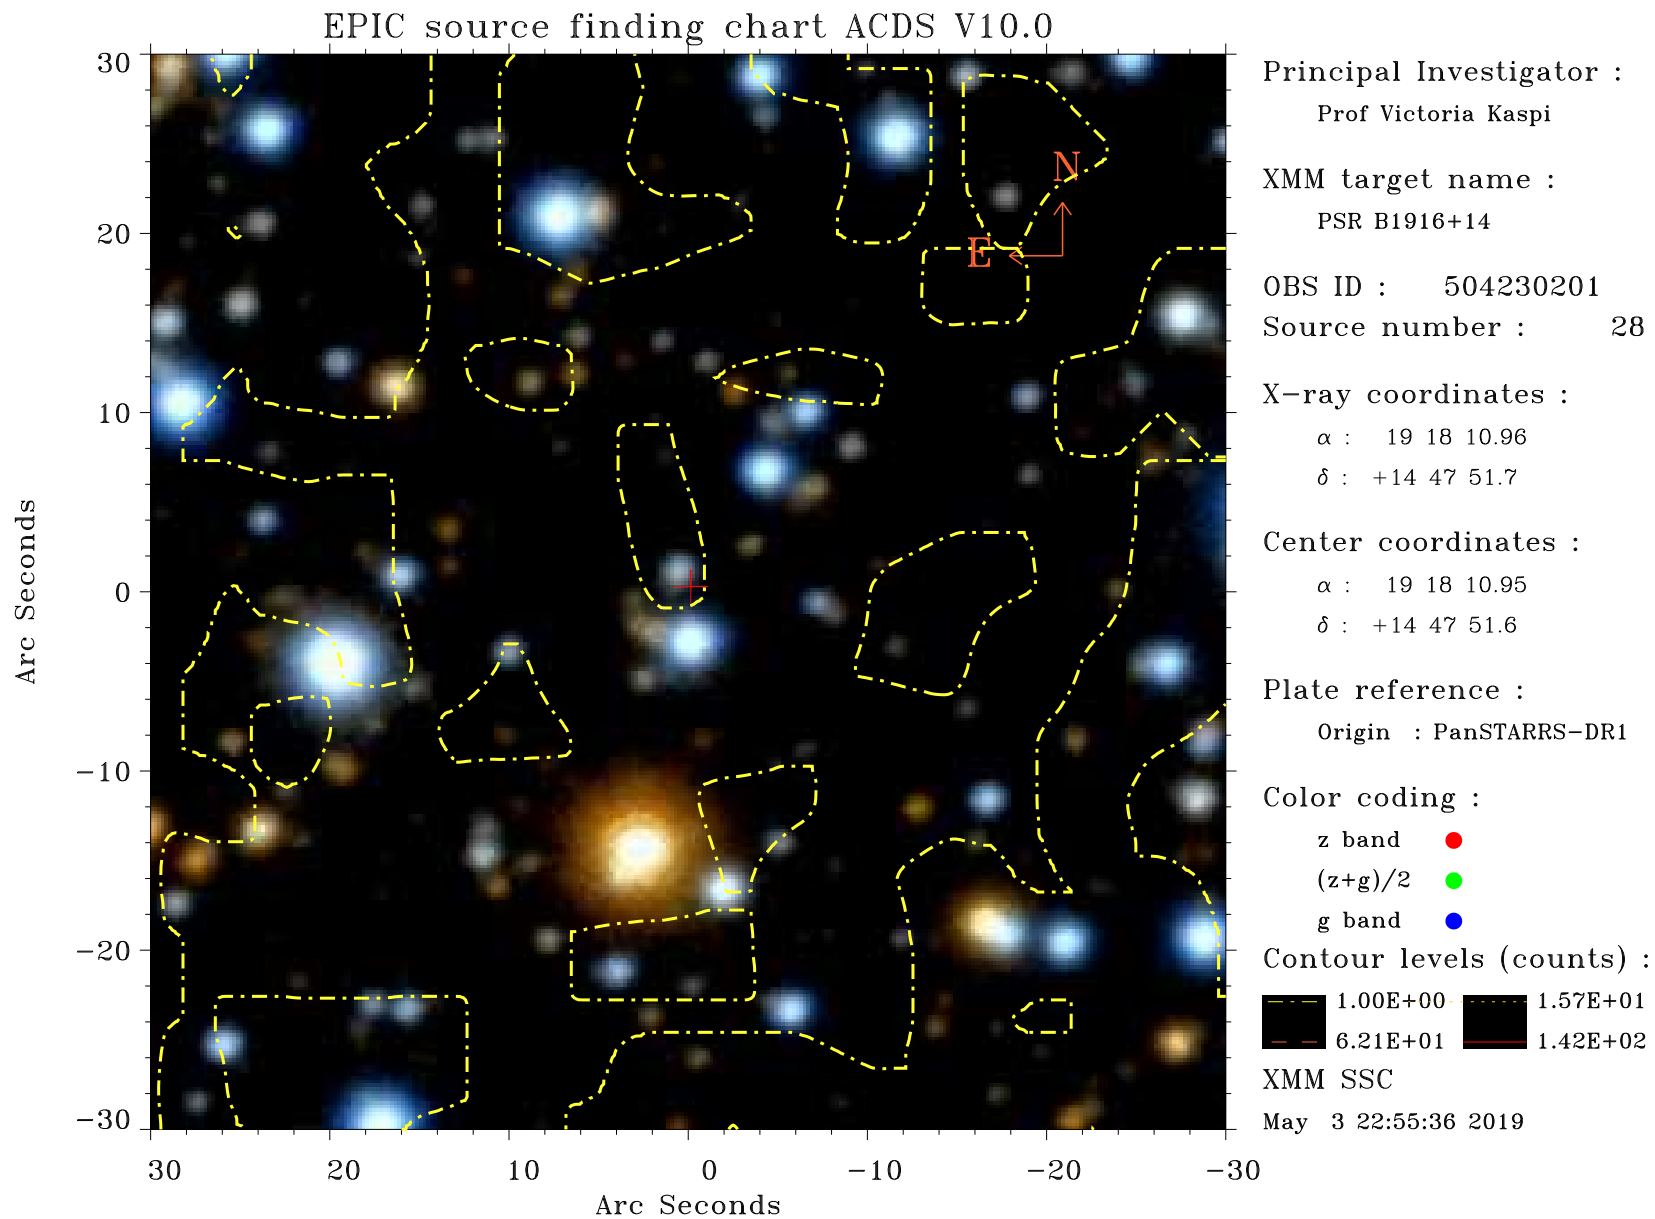 EPIC source finding chart ACDS V10.0
30
20
10
0
−10
−20
−30
Arc Seconds
30
20
10
0
−10
−20
−30
Arc Seconds
N
E
Principal Investigator :
Prof Victoria Kaspi
XMM target name :
PSR B1916+14
OBS ID : 504230201
Source number : 28
X−ray coordinates :
α : 19 18 10.96
δ : +14 47 51.7
Center coordinates :
α : 19 18 10.95
δ : +14 47 51.6
Plate reference :
Origin : PanSTARRS−DR1
Color coding :
z band
(z+g)/2
g band
Contour levels (counts) :
1.00E+00 1.57E+01
6.21E+01 1.42E+02
XMM SSC
May 3 22:55:36 2019